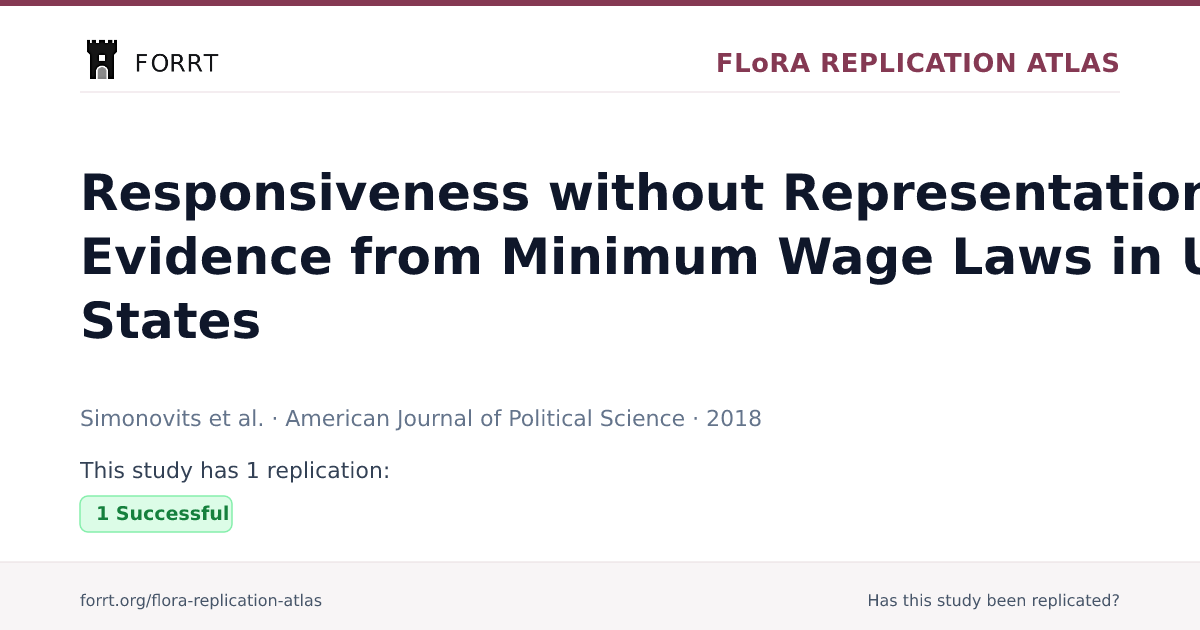 FORRT
FLoRA REPLICATION ATLAS
Responsiveness without Representation
Evidence from Minimum Wage Laws in U
States
Simonovits et al. · American Journal of Political Science · 2018
This study has 1 replication:
1 Successful
forrt.org/flora-replication-atlas
Has this study been replicated?